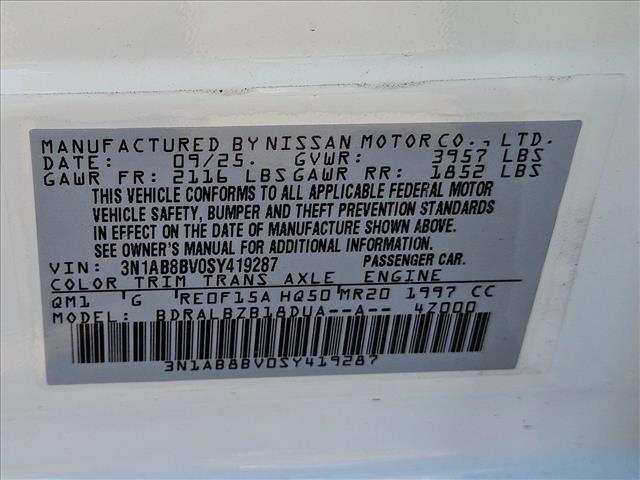 MANUFACTURED BY NISSAN MOTOR CO., LTD.
DATE: 09/25. GVWR: 3957 LBS
GAWR FR: 2116 LBS GAWR RR: 1852 LBS
THIS VEHICLE CONFORMS TO ALL APPLICABLE FEDERAL MOTOR
VEHICLE SAFETY, BUMPER AND THEFT PREVENTION STANDARDS
IN EFFECT ON THE DATE OF MANUFACTURE SHOWN ABOVE.
SEE OWNER'S MANUAL FOR ADDITIONAL INFORMATION.
VIN: 3N1AB8BV0SY419287 PASSENGER CAR.
COLOR TRIM TRANS AXLE ENGINE
QM1 G RE0F15A HQ50 MR20 1997 CC
MODEL: BDRALBZB18DUA--A-- 4Z000
3N1AB8BV0SY419287